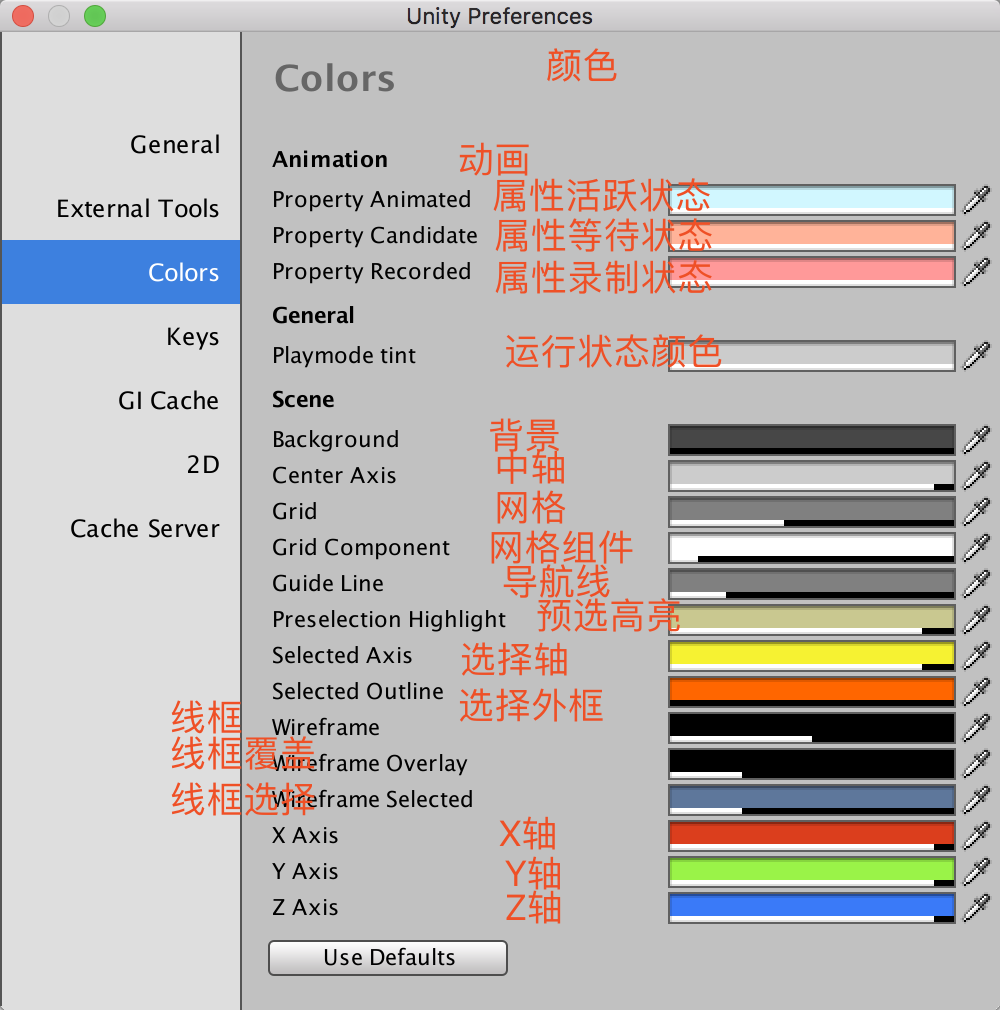 Unity Preferences
General
External Tools
Colors
Keys
GI Cache
2D
Cache Server
Colors 颜色
Animation 动画
Property Animated 属性活跃状态
Property Candidate 属性等待状态
Property Recorded 属性录制状态
General
Playmode tint 运行状态颜色
Scene
Background 背景
Center Axis 中轴
Grid 网格
Grid Component 网格组件
Guide Line 导航线
Preselection Highlight 预选高亮
Selected Axis 选择轴
Selected Outline 选择外框
线框 Wireframe
线框覆盖 Wireframe Overlay
线框选择 Wireframe Selected
X Axis X轴
Y Axis Y轴
Z Axis Z轴
Use Defaults